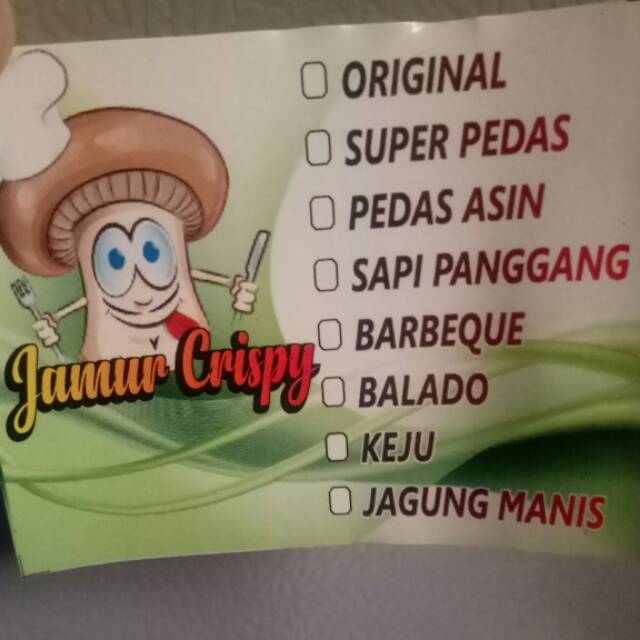 Jamur Crispy
ORIGINAL
SUPER PEDAS
PEDAS ASIN
SAPI PANGGANG
BARBEQUE
BALADO
KEJU
JAGUNG MANIS